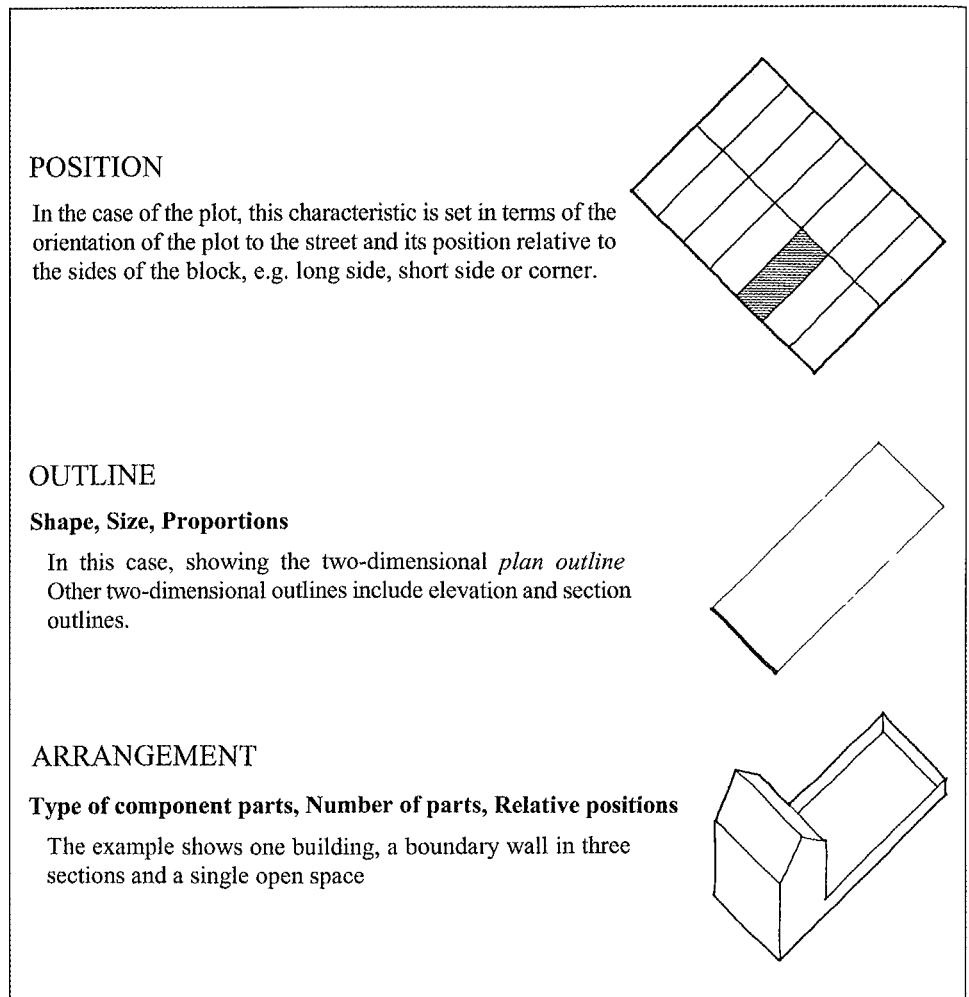 POSITION
In the case of the plot, this characteristic is set in terms of the
orientation of the plot to the street and its position relative to
the sides of the block, e.g. long side, short side or corner.
OUTLINE
Shape, Size, Proportions
In this case, showing the two-dimensional plan outline
Other two-dimensional outlines include elevation and section
outlines.
ARRANGEMENT
Type of component parts, Number of parts, Relative positions
The example shows one building, a boundary wall in three
sections and a single open space